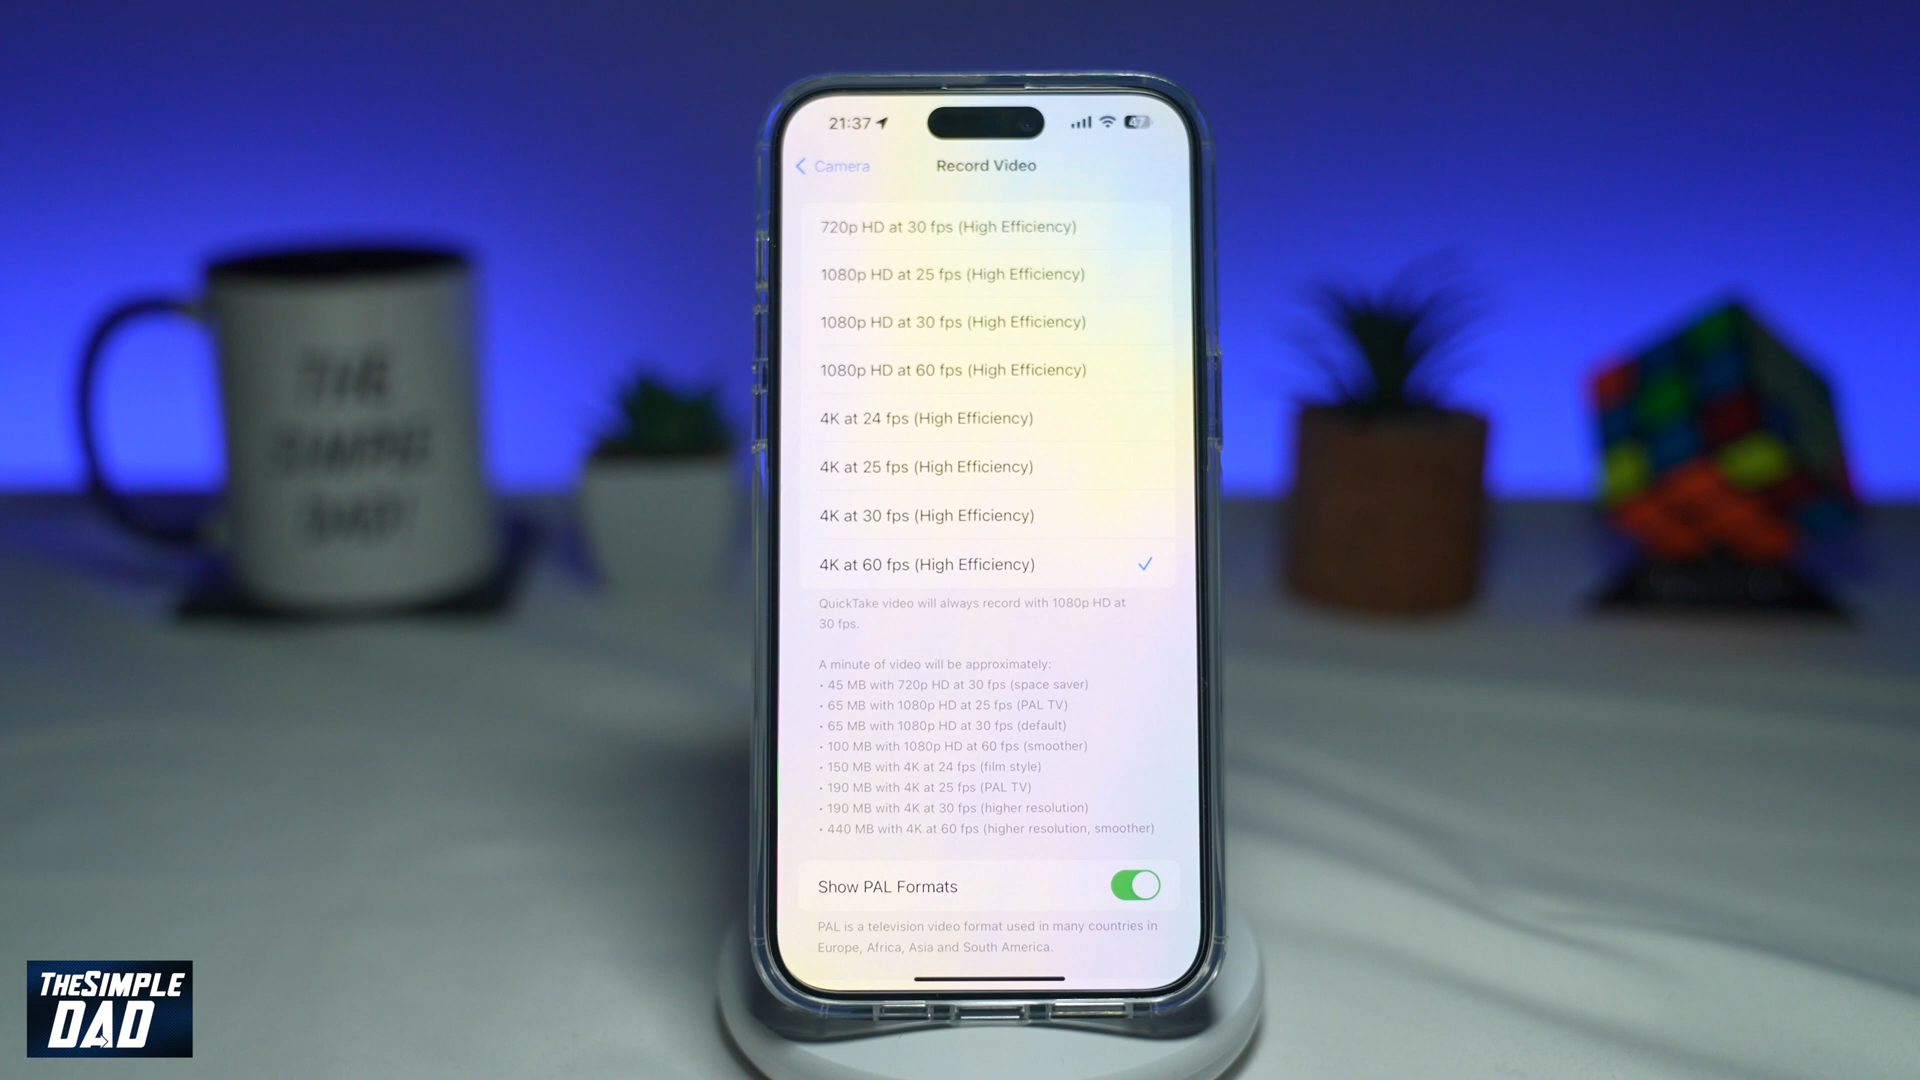 21:37
47
Camera
Record Video
720p HD at 30 fps (High Efficiency)
1080p HD at 25 fps (High Efficiency)
1080p HD at 30 fps (High Efficiency)
1080p HD at 60 fps (High Efficiency)
4K at 24 fps (High Efficiency)
4K at 25 fps (High Efficiency)
4K at 30 fps (High Efficiency)
4K at 60 fps (High Efficiency)
QuickTake video will always record with 1080p HD at
30 fps.
A minute of video will be approximately:
• 45 MB with 720p HD at 30 fps (space saver)
• 65 MB with 1080p HD at 25 fps (PAL TV)
• 65 MB with 1080p HD at 30 fps (default)
• 100 MB with 1080p HD at 60 fps (smoother)
• 150 MB with 4K at 24 fps (film style)
• 190 MB with 4K at 25 fps (PAL TV)
• 190 MB with 4K at 30 fps (higher resolution)
• 440 MB with 4K at 60 fps (higher resolution, smoother)
Show PAL Formats
PAL is a television video format used in many countries in
Europe, Africa, Asia and South America.
THE
SIMPLE
DAD
THESIMPLE
DAD